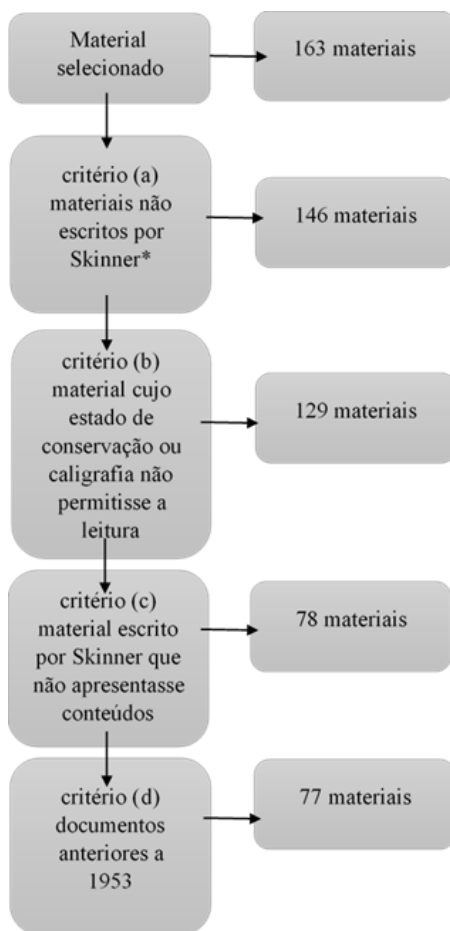 Material
selecionado
163 materiais
critério (a)
materiais não
escritos por
Skinner*
146 materiais
critério (b)
material cujo
estado de
conservação ou
caligrafia não
permitisse a
leitura
129 materiais
critério (c)
material escrito
por Skinner que
não apresentasse
conteúdos
78 materiais
critério (d)
documentos
anteriores a
1953
77 materiais